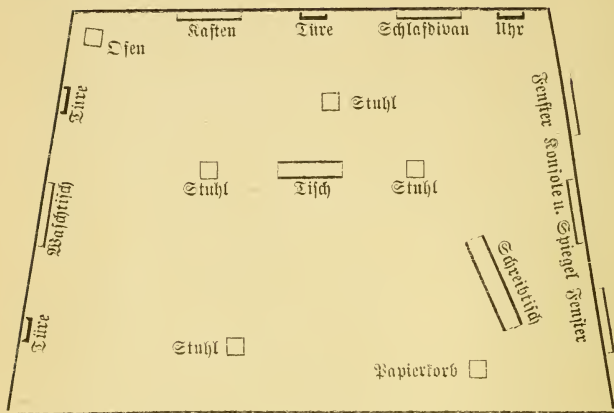 Kasten
Türe
Schlafdivan
Uhr
Ofen
Türe
Stuhl
Fenster Konsole u. Spiegel Fenster
Stuhl
Tisch
Stuhl
Waschtisch
Schreibtisch
Türe
Stuhl
Papierkorb